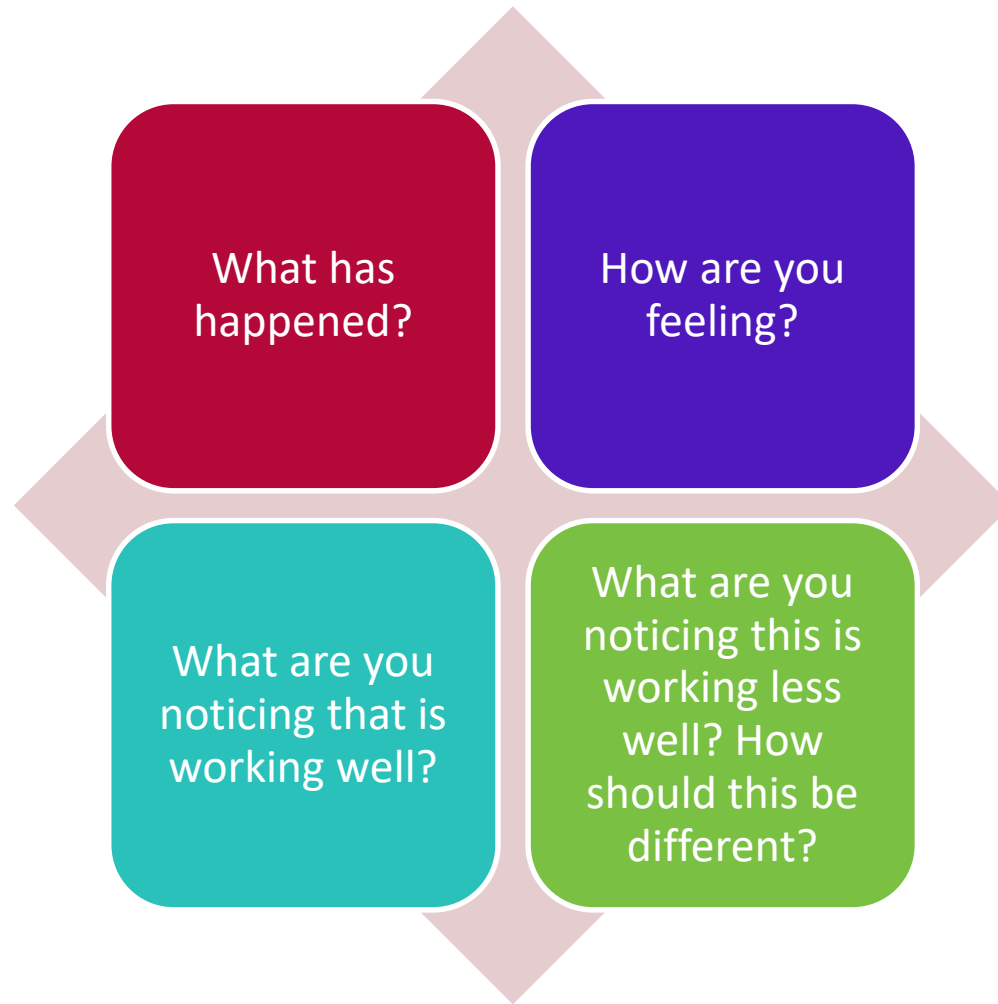 What has
happened?
How are you
feeling?
What are you
noticing that is
working well?
What are you
noticing this is
working less
well? How
should this be
different?